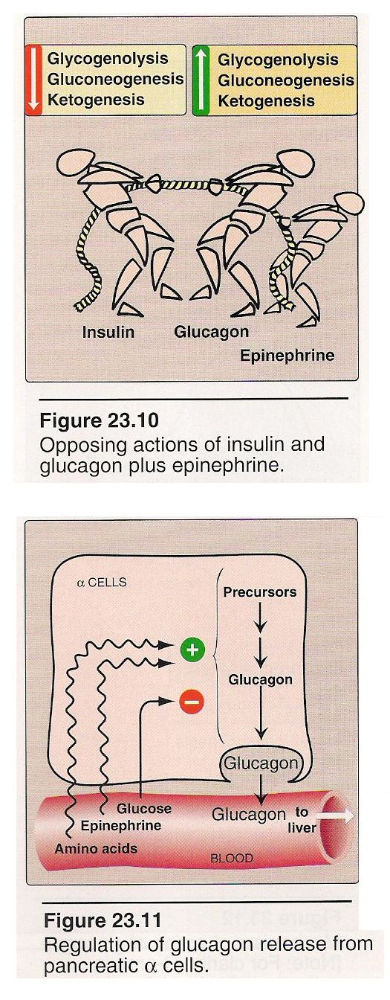 Glycogenolysis
Gluconeogenesis
Ketogenesis
Glycogenolysis
Gluconeogenesis
Ketogenesis
Insulin
Glucagon
Epinephrine
Figure 23.10
Opposing actions of insulin and
glucagon plus epinephrine.
α CELLS
Precursors
+
Glucagon
−
Glucagon
Glucose
Epinephrine
Amino acids
Glucagon to
liver
BLOOD
Figure 23.11
Regulation of glucagon release from
pancreatic α cells.